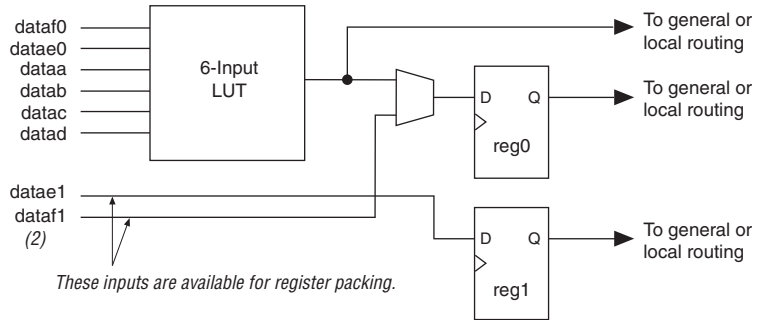 dataf0
datae0
dataa
datab
datac
datad
6-Input
LUT
To general or
local routing
D Q
reg0
To general or
local routing
datae1
dataf1
(2)
D Q
reg1
To general or
local routing
These inputs are available for register packing.